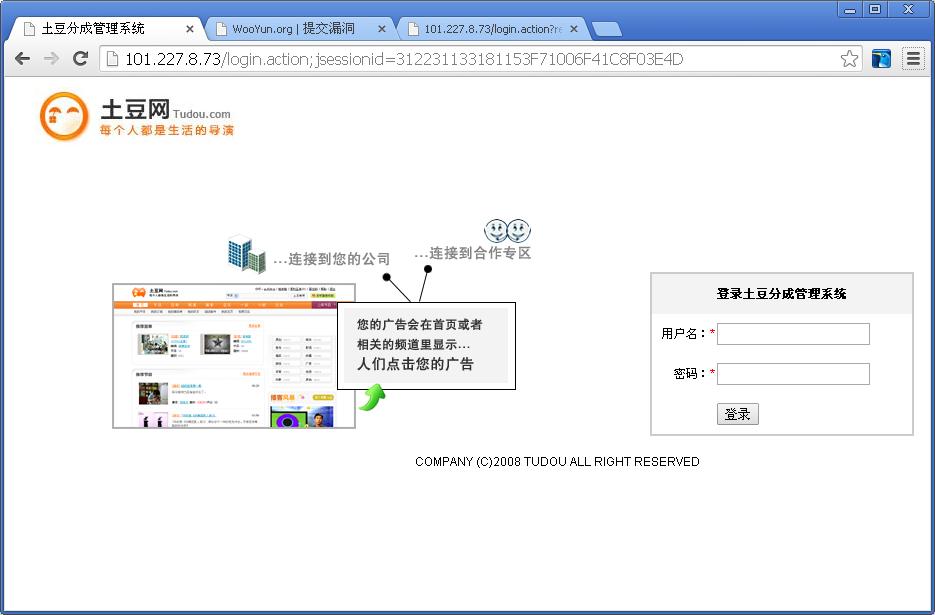 土豆分成管理系统
WooYun.org | 提交漏洞
101.227.8.73/login.action?re
101.227.8.73/login.action;jsessionid=312231133181153F71006F41C8F03E4D
土豆网 Tudou.com
每个人都是生活的导演
...连接到您的公司
...连接到合作专区
您的广告会在首页或者
相关的频道里显示...
人们点击您的广告
登录土豆分成管理系统
用户名：*
密码：*
登录
COMPANY (C)2008 TUDOU ALL RIGHT RESERVED